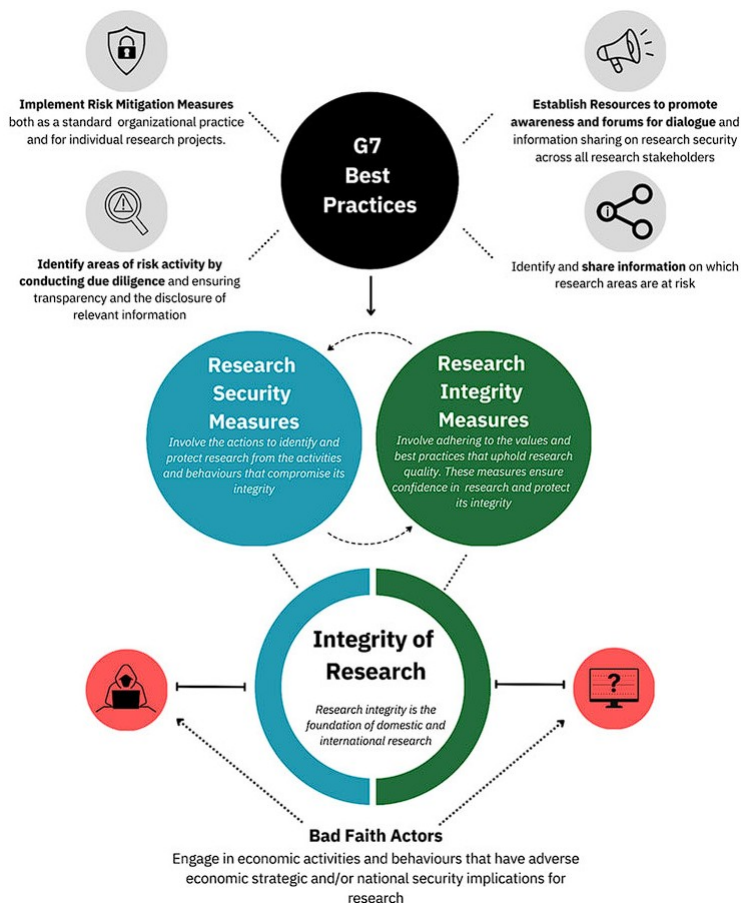 Implement Risk Mitigation Measures
both as a standard organizational practice
and for individual research projects.
Establish Resources to promote
awareness and forums for dialogue and
information sharing on research security
across all research stakeholders
G7
Best
Practices
Identify areas of risk activity by
conducting due diligence and ensuring
transparency and the disclosure of
relevant information
i
Identify and share information on which
research areas are at risk
Research
Security
Measures
Involve the actions to identify and
protect research from the activities
and behaviours that compromise its
integrity
Research
Integrity
Measures
Involve adhering to the values and
best practices that uphold research
quality. These measures ensure
confidence in research and protect
its integrity
Integrity of
Research
Research integrity is the
foundation of domestic and
international research
?
Bad Faith Actors
Engage in economic activities and behaviours that have adverse
economic strategic and/or national security implications for
research